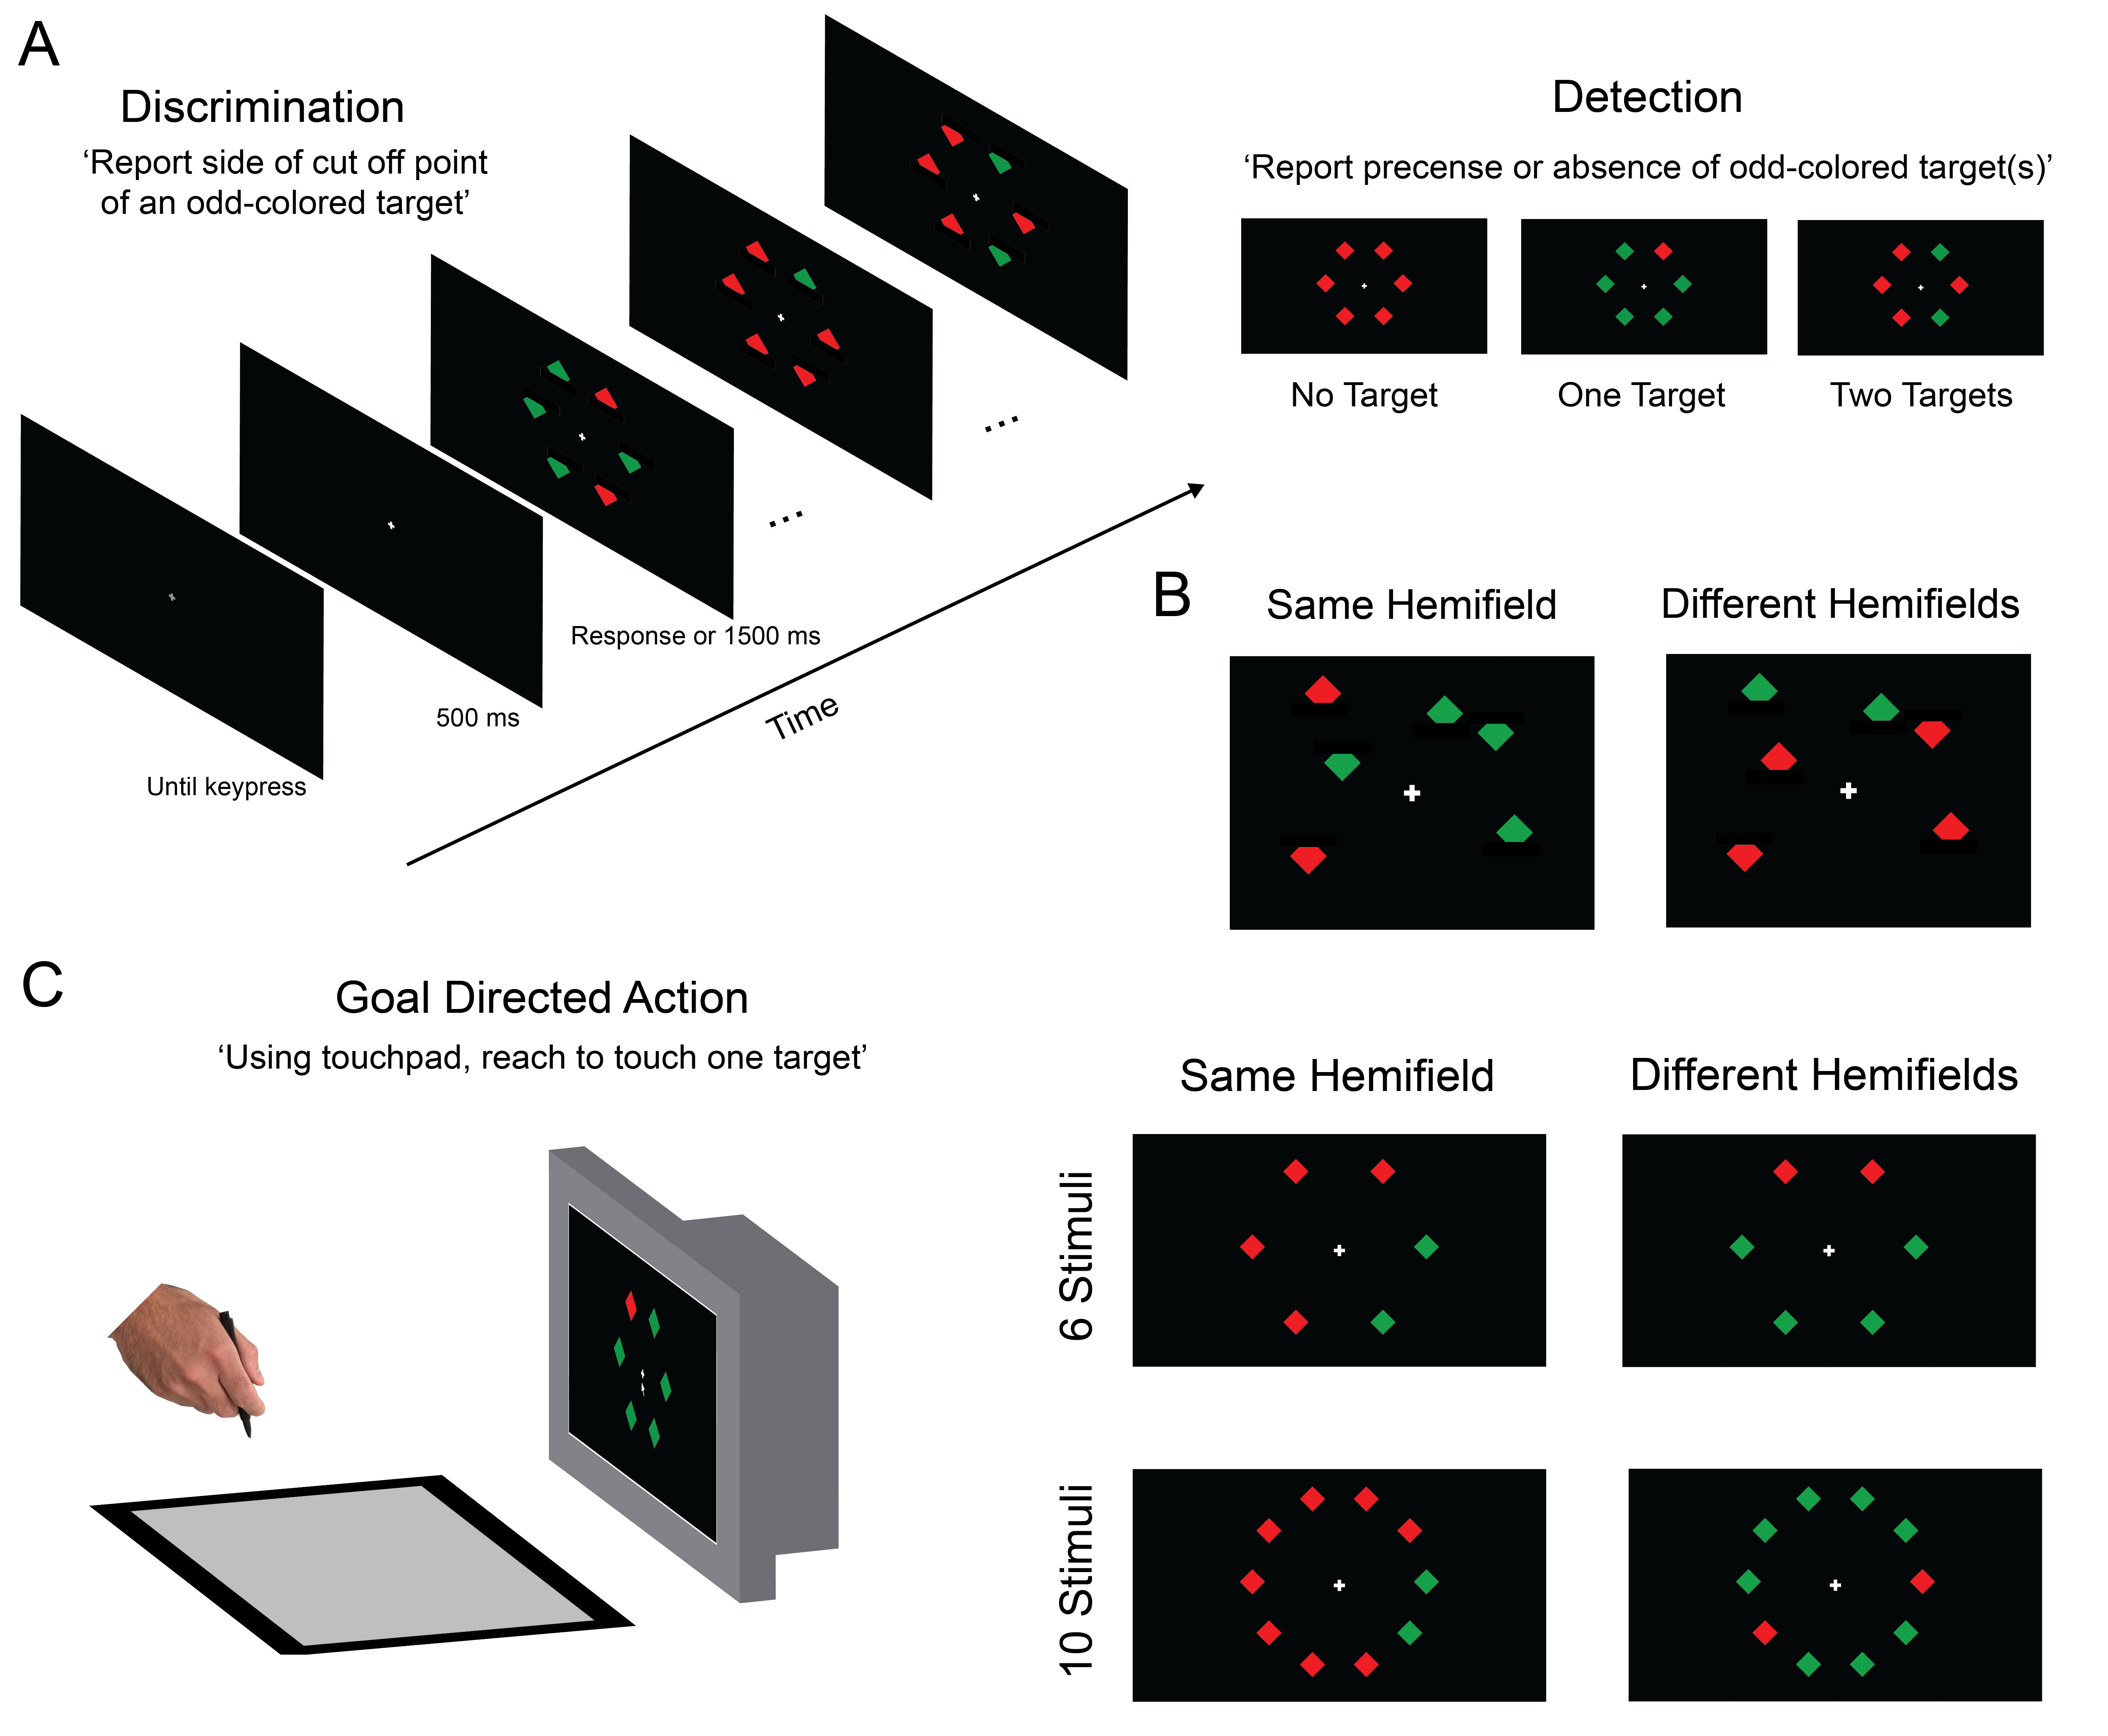 A
Discrimination
‘Report side of cut off point
of an odd-colored target’
Until keypress
500 ms
Response or 1500 ms
...
...
Time
Detection
‘Report precense or absence of odd-colored target(s)’
No Target
One Target
Two Targets
B
Same Hemifield
Different Hemifields
C
Goal Directed Action
‘Using touchpad, reach to touch one target’
Same Hemifield
Different Hemifields
6 Stimuli
10 Stimuli